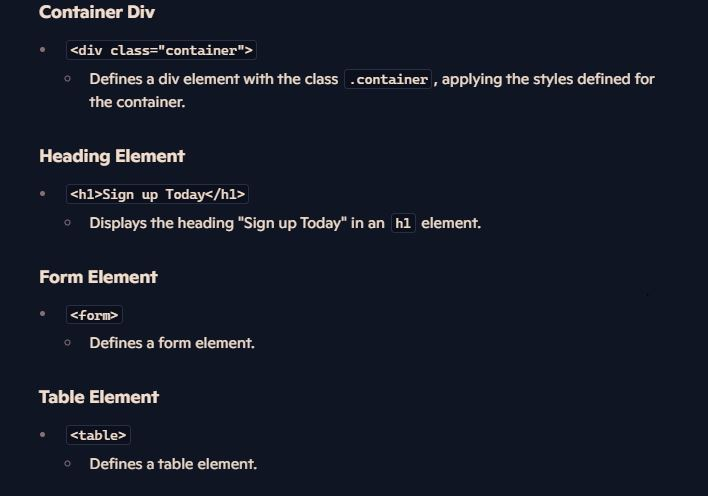 Container Div
<div class="container">
Defines a div element with the class .container, applying the styles defined for
the container.
Heading Element
<h1>Sign up Today</h1>
Displays the heading "Sign up Today" in an h1 element.
Form Element
<form>
Defines a form element.
Table Element
<table>
Defines a table element.